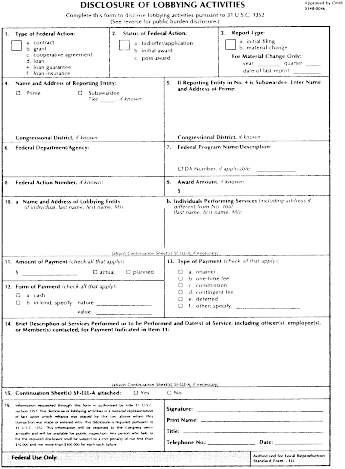 DISCLOSURE OF LOBBYING ACTIVITIES
Approved by OMB
0348-0046
Complete this form to disclose lobbying activities pursuant to 31 U.S.C. 1352
(See reverse for public burden disclosure.)
1. Type of Federal Action:
a. contract
b. grant
c. cooperative agreement
d. loan
e. loan guarantee
f. loan insurance
2. Status of Federal Action:
a. bid/offer/application
b. initial award
c. post-award
3. Report Type:
a. initial filing
b. material change
For Material Change Only:
year quarter
date of last report
4. Name and Address of Reporting Entity:
Prime Subawardee
Tier , if known:
Congressional District, if known:
5. If Reporting Entity in No. 4 is Subawardee, Enter Name
and Address of Prime:
Congressional District, if known:
6. Federal Department/Agency:
7. Federal Program Name/Description:
CFDA Number, if applicable:
8. Federal Action Number, if known:
9. Award Amount, if known:
$
10. a. Name and Address of Lobbying Entity
(if individual, last name, first name, MI):
b. Individuals Performing Services (including address if
different from No. 10a)
(last name, first name, MI):
(attach Continuation Sheet(s) SF-LLL-A, if necessary)
11. Amount of Payment (check all that apply):
$ actual planned
12. Form of Payment (check all that apply):
a. cash
b. in-kind; specify: nature
value
13. Type of Payment (check all that apply):
a. retainer
b. one-time fee
c. commission
d. contingent fee
e. deferred
f. other; specify:
14. Brief Description of Services Performed or to be Performed and Date(s) of Service, including officer(s), employee(s),
or Member(s) contacted, for Payment Indicated in Item 11:
(attach Continuation Sheet(s) SF-LLL-A, if necessary)
15. Continuation Sheet(s) SF-LLL-A attached: Yes No
16. Information requested through this form is authorized by title 31 U.S.C.
section 1352. This disclosure of lobbying activities is a material representation
of fact upon which reliance was placed by the tier above when this
transaction was made or entered into. This disclosure is required pursuant to
31 U.S.C. 1352. This information will be reported to the Congress semi-
annually and will be available for public inspection. Any person who fails to
file the required disclosure shall be subject to a civil penalty of not less than
$10,000 and not more than $100,000 for each such failure.
Signature:
Print Name:
Title:
Telephone No.: Date:
Federal Use Only:
Authorized for Local Reproduction
Standard Form - LLL